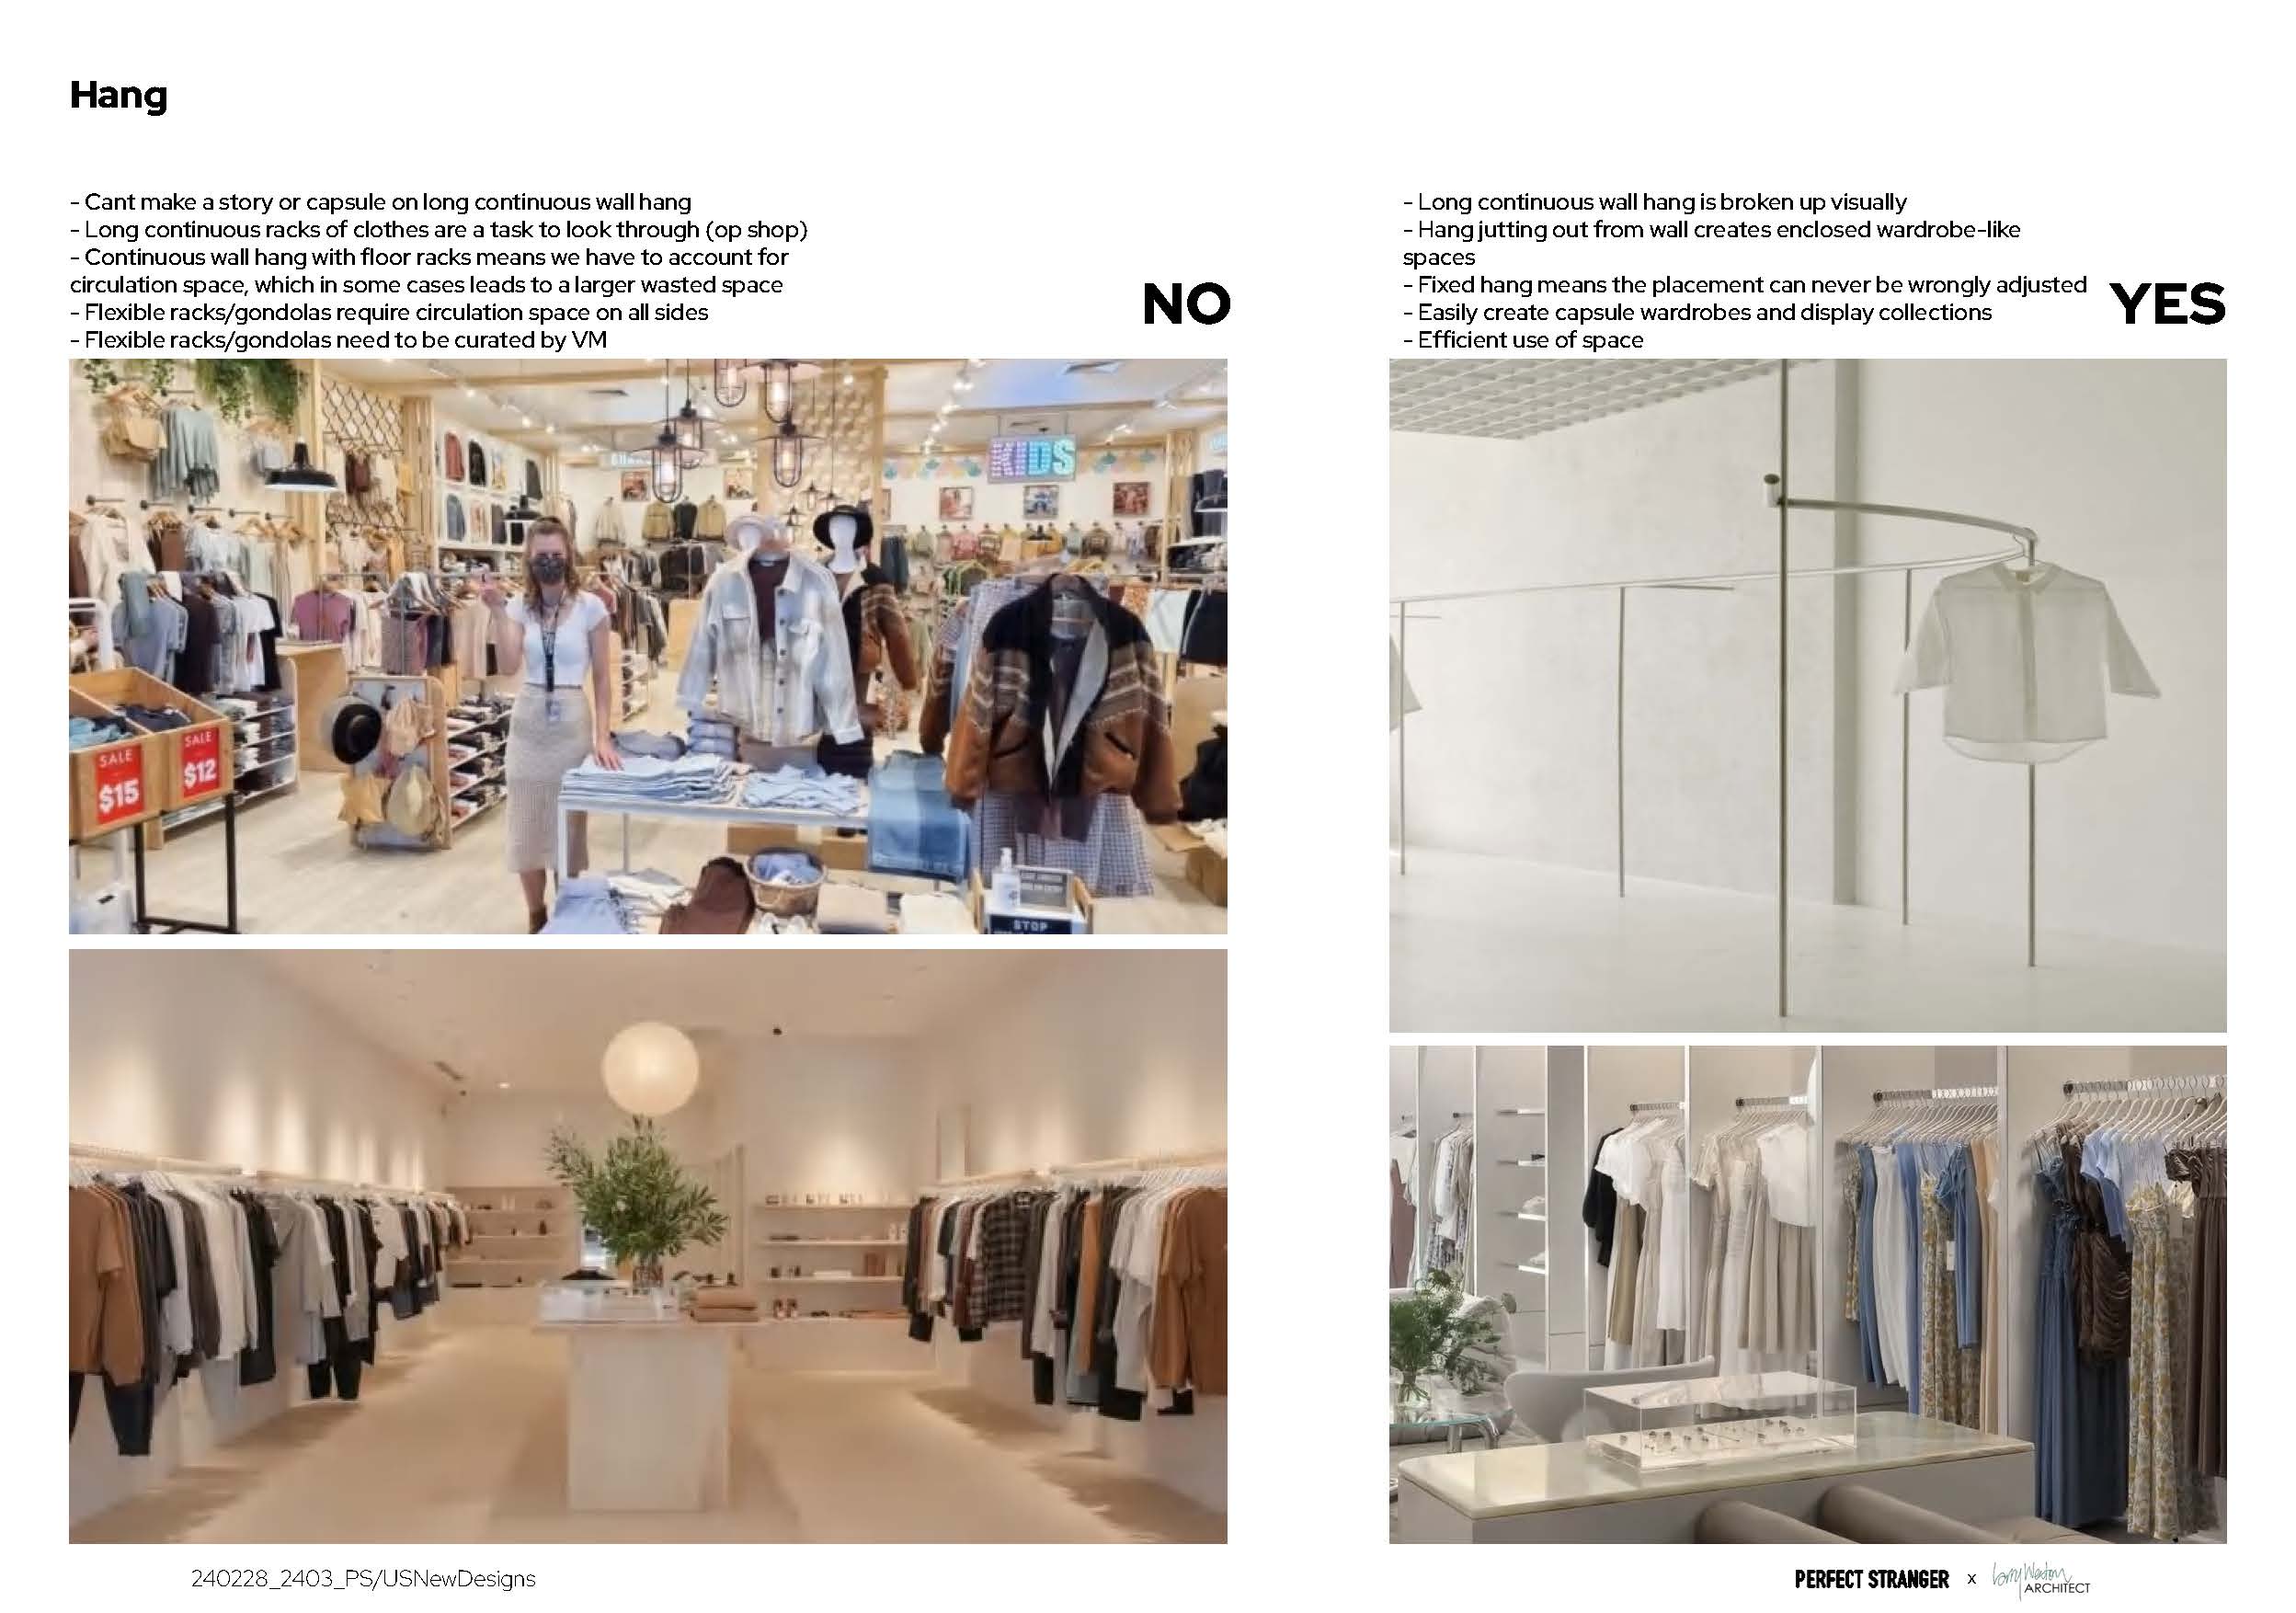 Hang
- Cant make a story or capsule on long continuous wall hang
- Long continuous racks of clothes are a task to look through (op shop)
- Continuous wall hang with floor racks means we have to account for
circulation space, which in some cases leads to a larger wasted space
- Flexible racks/gondolas require circulation space on all sides
- Flexible racks/gondolas need to be curated by VM
NO
- Long continuous wall hang is broken up visually
- Hang jutting out from wall creates enclosed wardrobe-like
spaces
- Fixed hang means the placement can never be wrongly adjusted
- Easily create capsule wardrobes and display collections
- Efficient use of space
YES
KIDS
SALE
$15
SALE
$12
STOP
240228_2403_PS/USNewDesigns
PERFECT STRANGER x
ARCHITECT